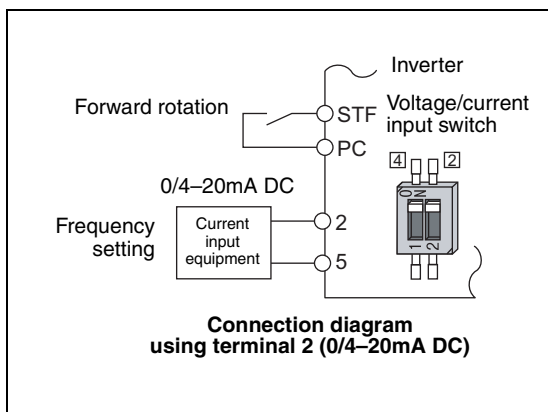 Inverter
Forward rotation
STF
Voltage/current
input switch
PC
4
2
ON
1 2
0/4–20mA DC
Frequency
setting
Current
input
equipment
2
5
Connection diagram
using terminal 2 (0/4–20mA DC)